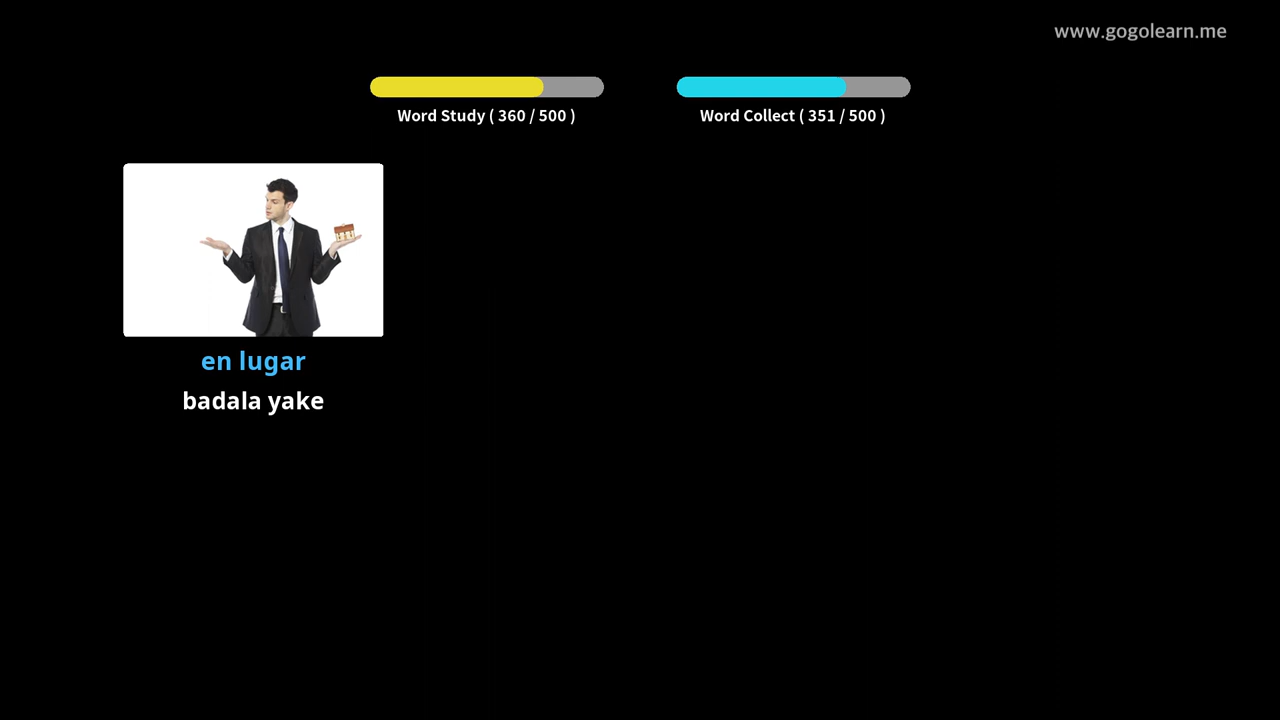 www.gogolearn.me
Word Study ( 360 / 500 )
Word Collect ( 351 / 500 )
en lugar
badala yake